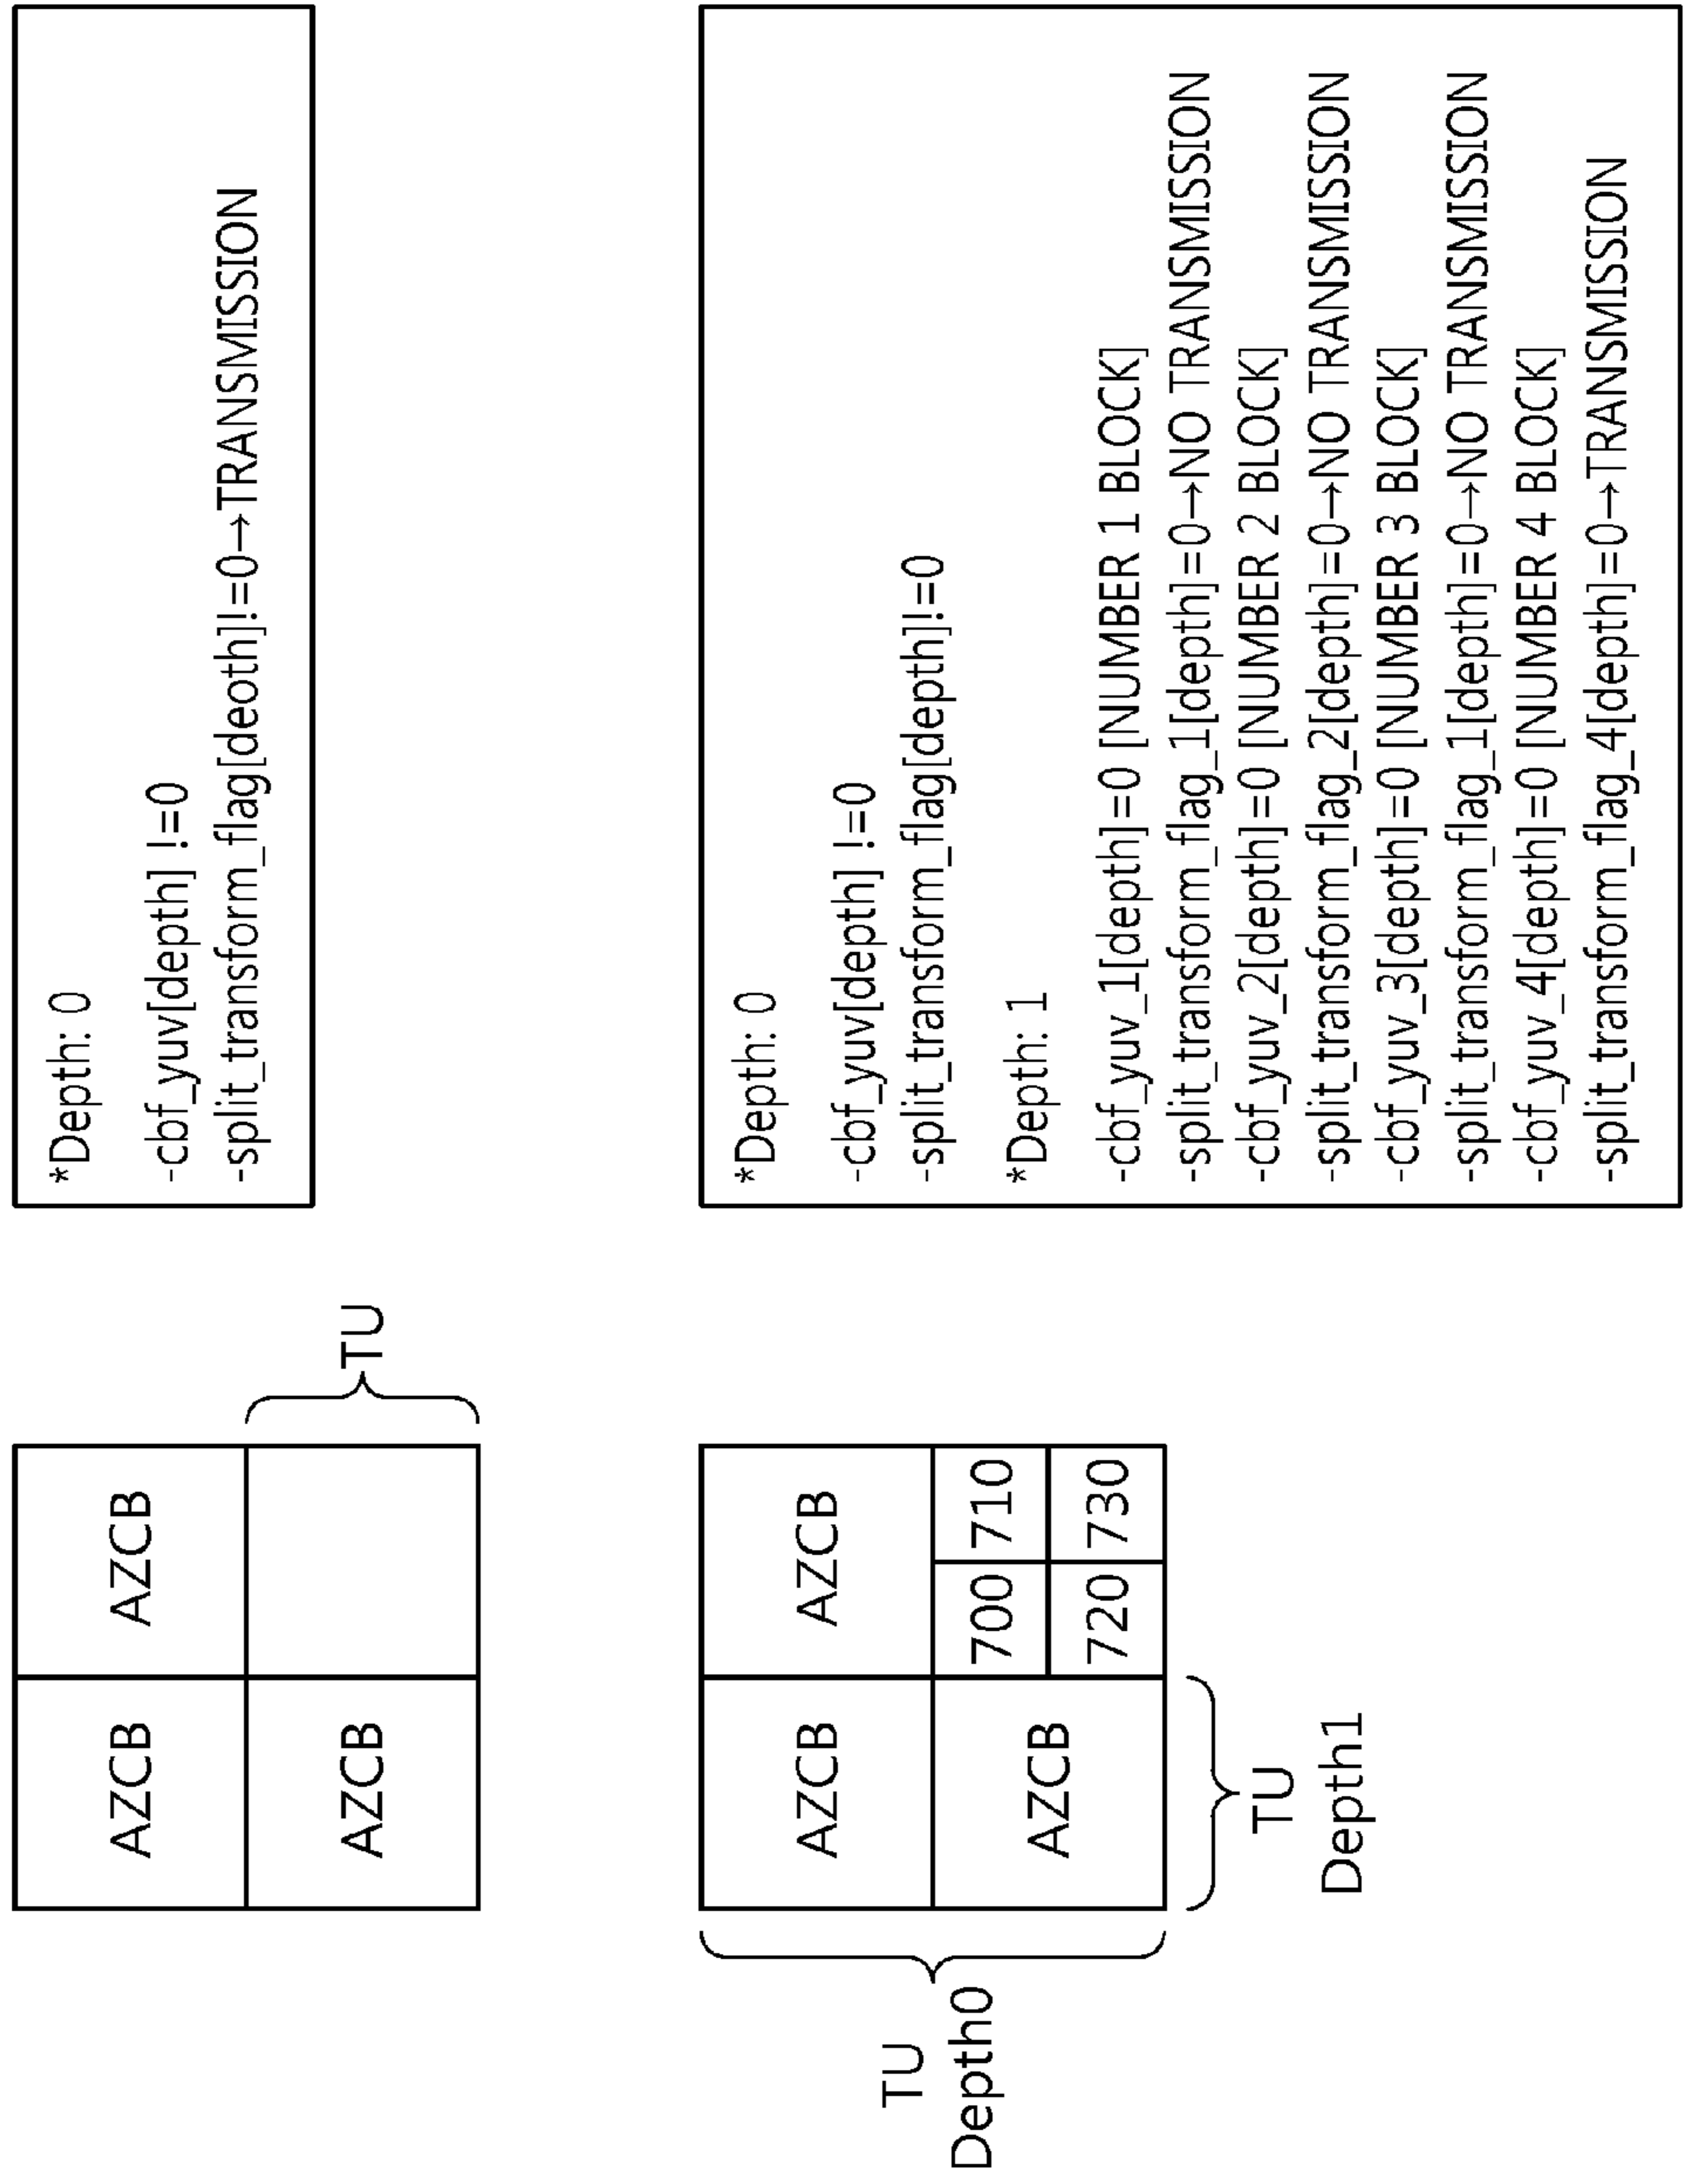 AZCB AZCB
AZCB
TU
*Depth: 0
-cbf_yuv[depth] !=0
-split_transform_flag[deoth]!=0→TRANSMISSION
TU
Depth0
AZCB AZCB
AZCB 700 710
720 730
TU
Depth1
*Depth: 0
-cbf_yuv[depth] !=0
-split_transform_flag[depth]!=0
*Depth: 1
-cbf_yuv_1[depth]=0 [NUMBER 1 BLOCK]
-split_transform_flag_1[depth]=0→NO TRANSMISSION
-cbf_yuv_2[depth]=0 [NUMBER 2 BLOCK]
-split_transform_flag_2[depth]=0→NO TRANSMISSION
-cbf_yuv_3[depth]=0 [NUMBER 3 BLOCK]
-split_transform_flag_1[depth]=0→NO TRANSMISSION
-cbf_yuv_4[depth]=0 [NUMBER 4 BLOCK]
-split_transform_flag_4[depth]=0→TRANSMISSION